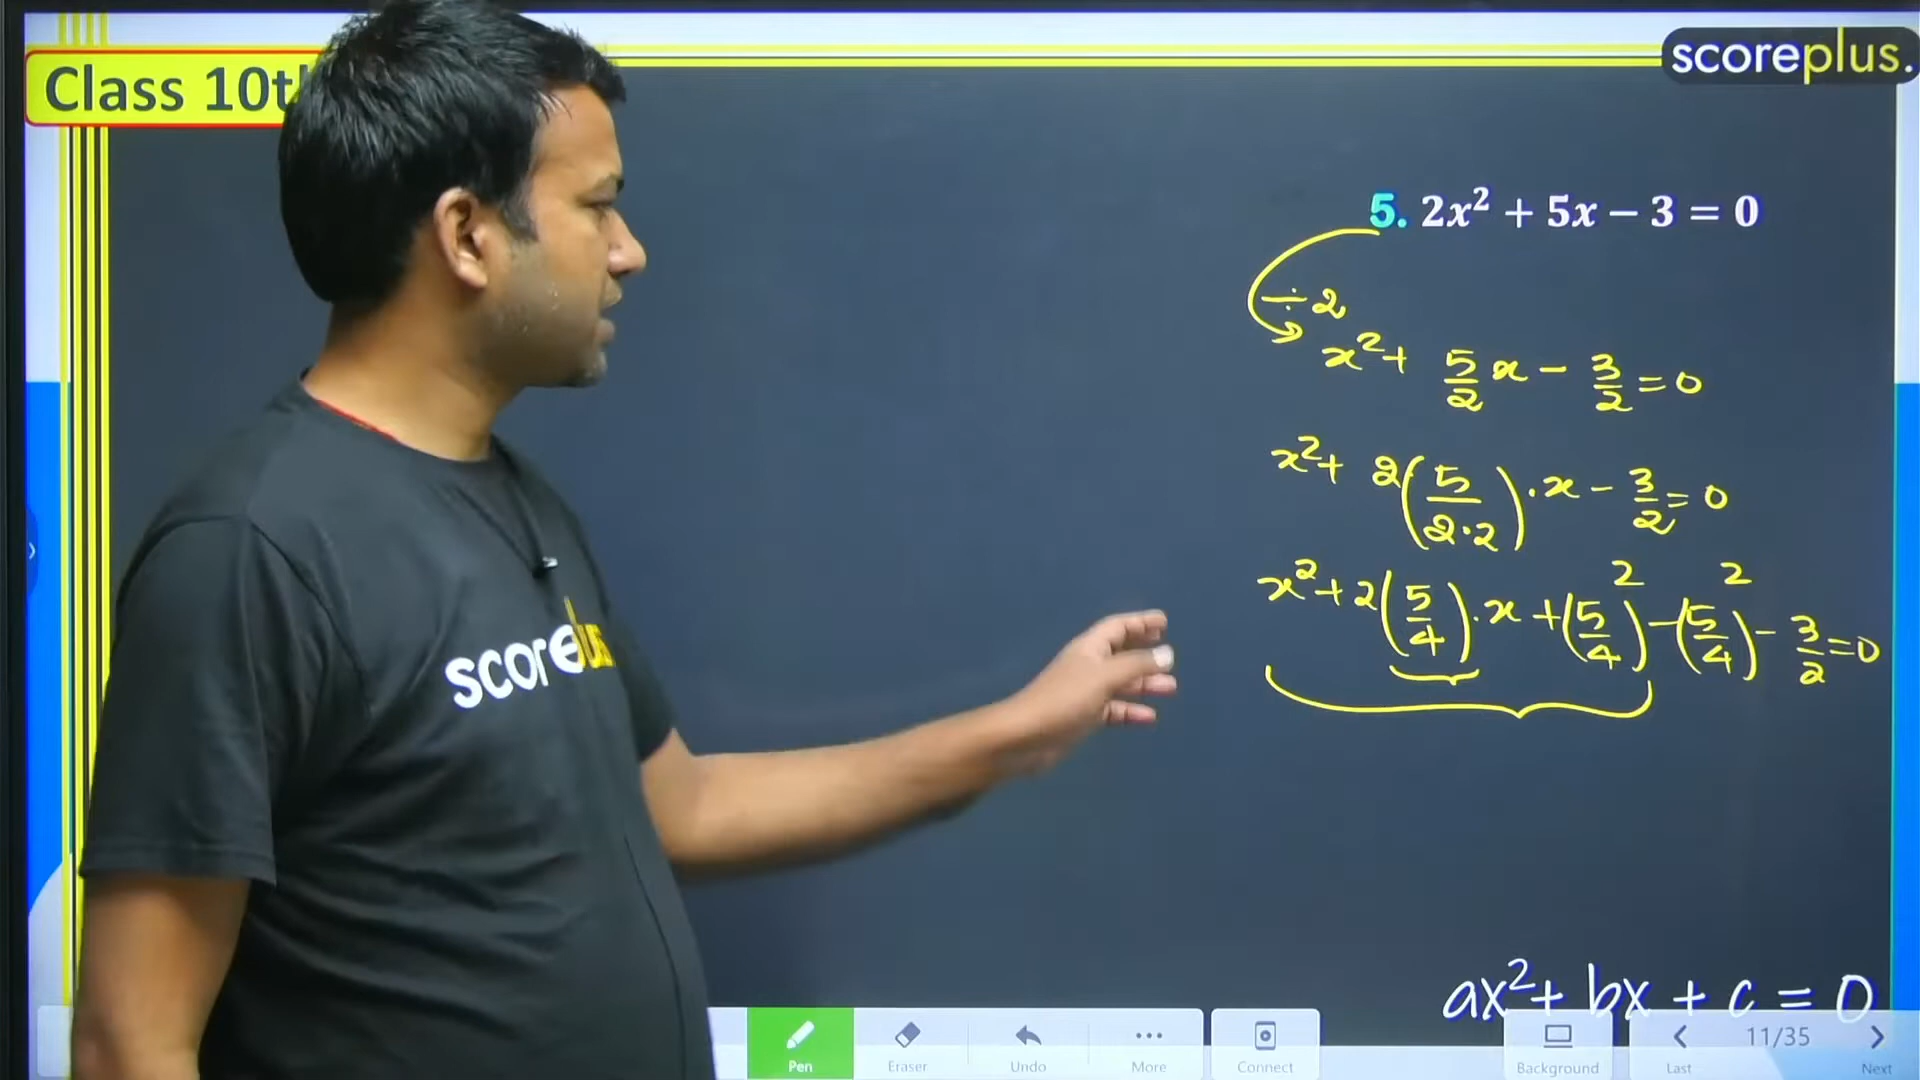 Class 10t
scoreplus.
5. 2x² + 5x − 3 = 0
÷ 2
x² + 5/2 x − 3/2 = 0
x² + 2(5/2·2)·x − 3/2 = 0
x² + 2(5/4)·x + (5/4)² − (5/4)² − 3/2 = 0
scoreplus
ax² + bx + c = 0
Pen
Eraser
Undo
More
Connect
Background
Last
11/35
Next